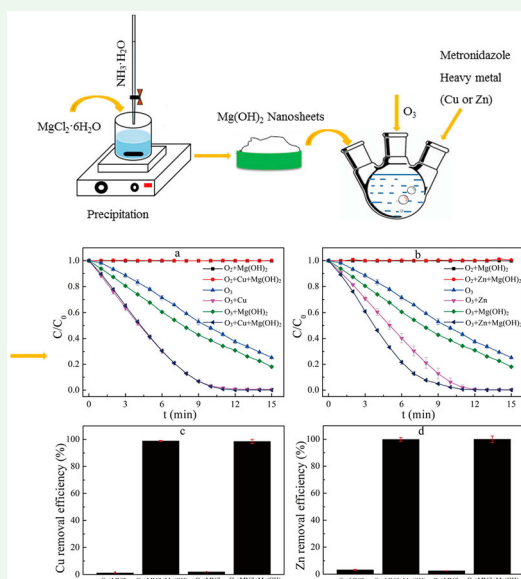 NH₃·H₂O
MgCl₂·6H₂O
Precipitation
Mg(OH)₂ Nanosheets
O₃
Metronidazole
Heavy metal
(Cu or Zn)
a
C/C₀
1.0
0.8
0.6
0.4
0.2
0.0
O₂+Mg(OH)₂
O₂+Cu+Mg(OH)₂
O₃
O₃+Cu
O₃+Mg(OH)₂
O₃+Cu+Mg(OH)₂
0 3 6 9 12 15
t (min)
b
C/C₀
1.0
0.8
0.6
0.4
0.2
0.0
O₂+Mg(OH)₂
O₂+Zn+Mg(OH)₂
O₃
O₃+Zn
O₃+Mg(OH)₂
O₃+Zn+Mg(OH)₂
0 3 6 9 12 15
t (min)
c
Cu removal efficiency (%)
100
80
60
40
20
0
d
Zn removal efficiency (%)
100
80
60
40
20
0